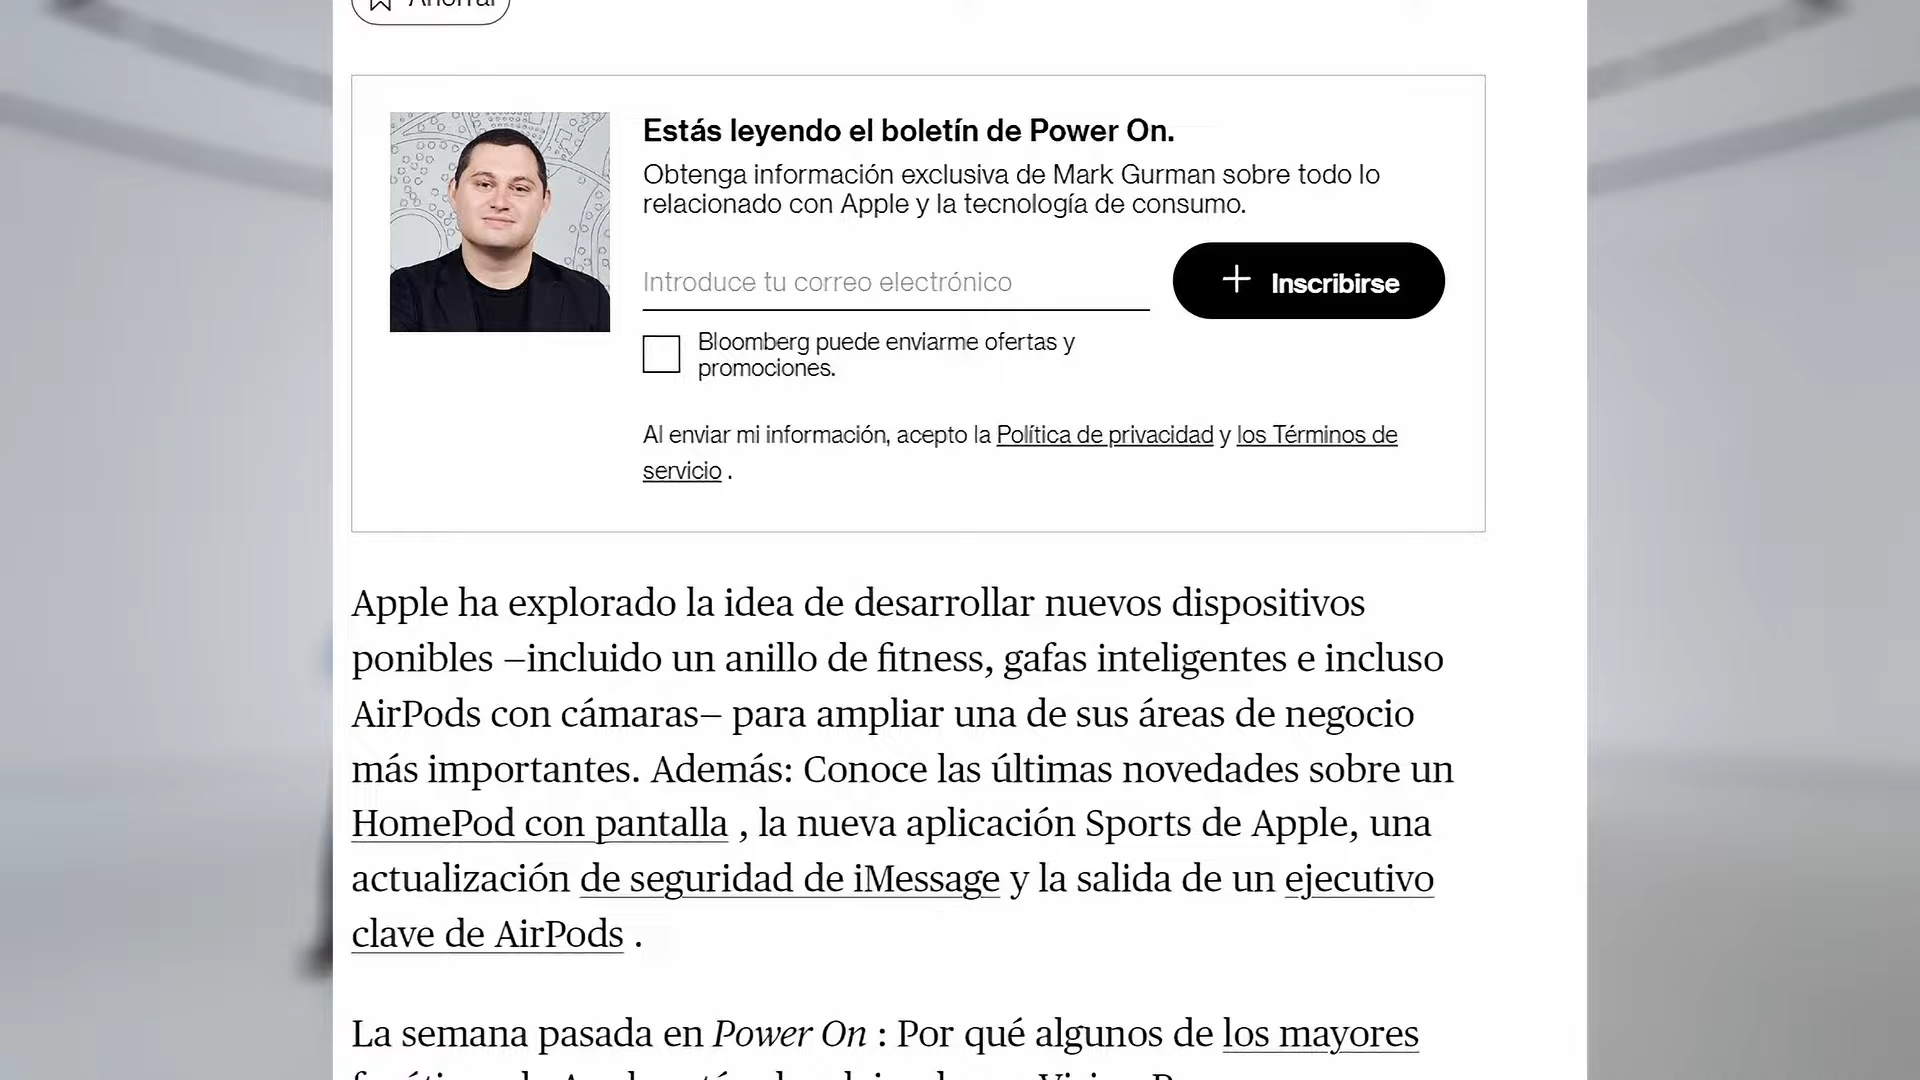 Ahorrar
Estás leyendo el boletín de Power On.
Obtenga información exclusiva de Mark Gurman sobre todo lo
relacionado con Apple y la tecnología de consumo.
Introduce tu correo electrónico
Inscribirse
Bloomberg puede enviarme ofertas y
promociones.
Al enviar mi información, acepto la Política de privacidad y los Términos de
servicio .
Apple ha explorado la idea de desarrollar nuevos dispositivos
ponibles —incluido un anillo de fitness, gafas inteligentes e incluso
AirPods con cámaras— para ampliar una de sus áreas de negocio
más importantes. Además: Conoce las últimas novedades sobre un
HomePod con pantalla , la nueva aplicación Sports de Apple, una
actualización de seguridad de iMessage y la salida de un ejecutivo
clave de AirPods .
La semana pasada en Power On : Por qué algunos de los mayores